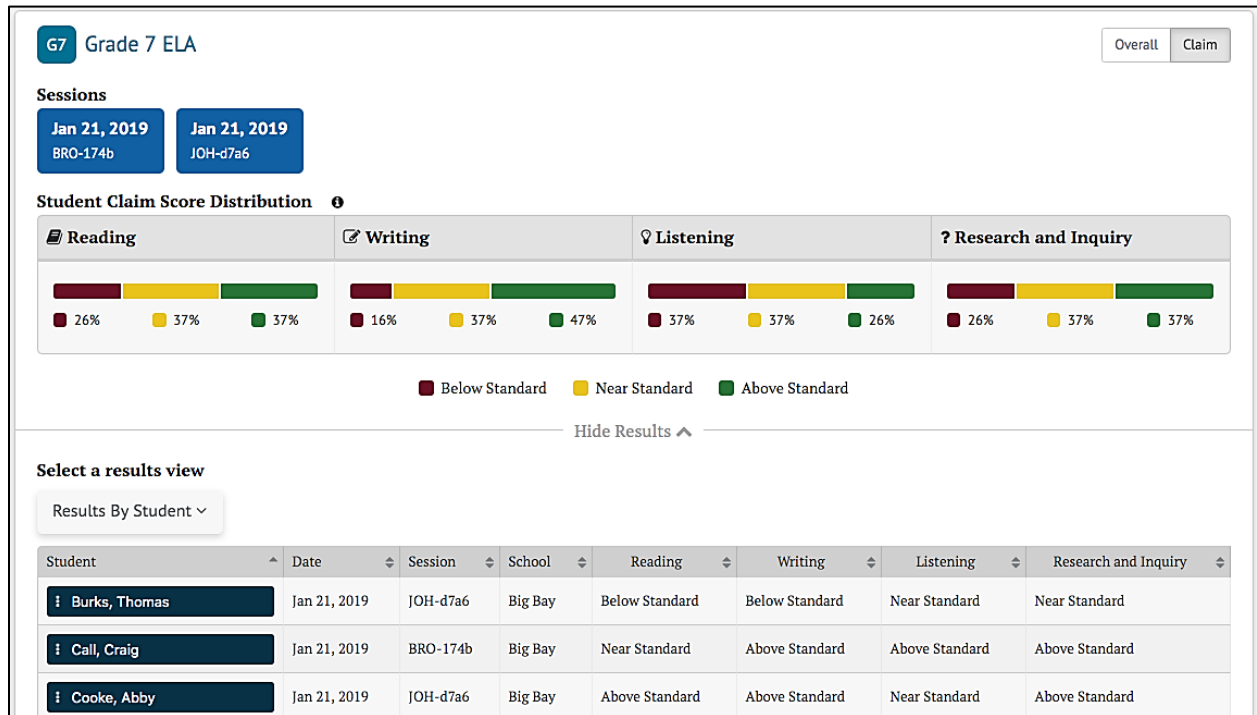 G7 Grade 7 ELA Overall Claim
Sessions
Jan 21, 2019 Jan 21, 2019
BRO-174b JOH-d7a6
Student Claim Score Distribution
Reading Writing Listening ? Research and Inquiry
26% 37% 37% 16% 37% 47% 37% 37% 26% 26% 37% 37%
Below Standard Near Standard Above Standard
Hide Results
Select a results view
Results By Student
Student Date Session School Reading Writing Listening Research and Inquiry
Burks, Thomas Jan 21, 2019 JOH-d7a6 Big Bay Below Standard Below Standard Near Standard Near Standard
Call, Craig Jan 21, 2019 BRO-174b Big Bay Near Standard Above Standard Above Standard Above Standard
Cooke, Abby Jan 21, 2019 JOH-d7a6 Big Bay Above Standard Above Standard Near Standard Above Standard